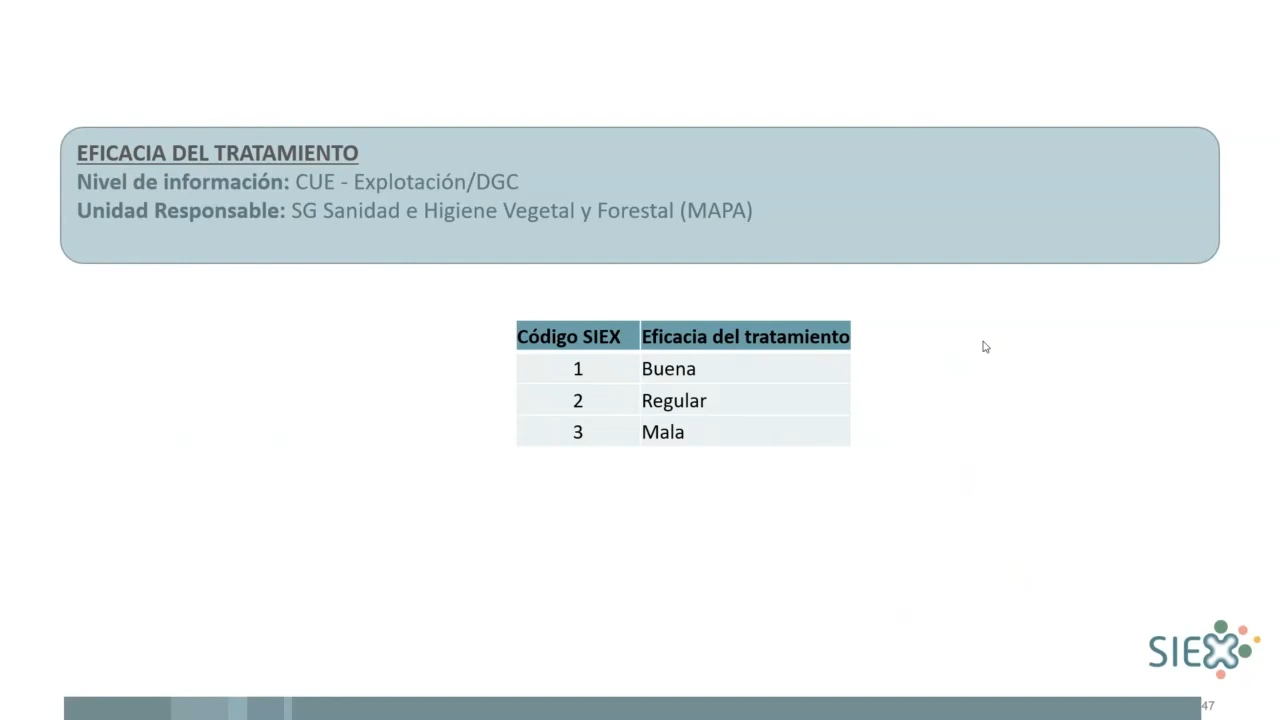 EFICACIA DEL TRATAMIENTO
Nivel de información: CUE - Explotación/DGC
Unidad Responsable: SG Sanidad e Higiene Vegetal y Forestal (MAPA)
Código SIEX Eficacia del tratamiento
1 Buena
2 Regular
3 Mala
SIEX
47